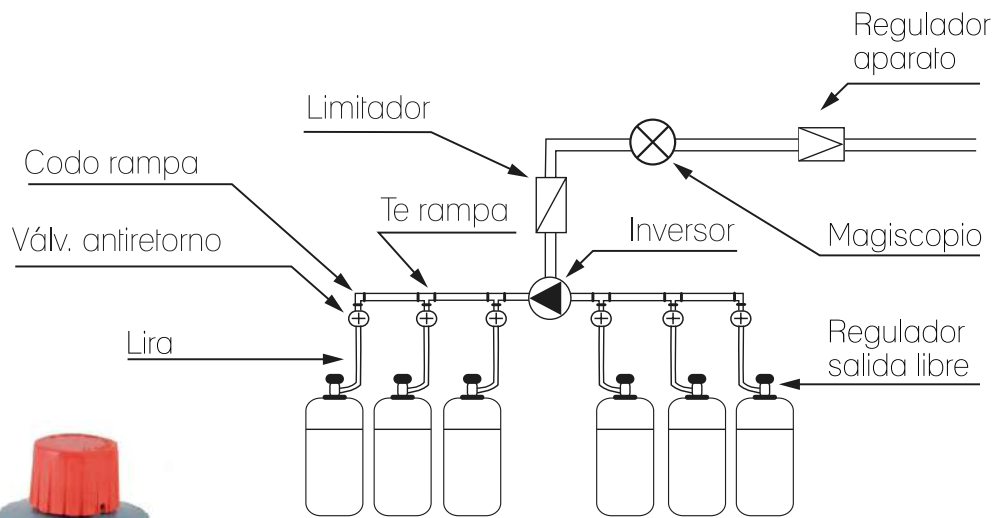 Regulador
aparato
Limitador
Codo rampa
Te rampa
Válv. antiretorno
Inversor
Magiscopio
Lira
Regulador
salida libre